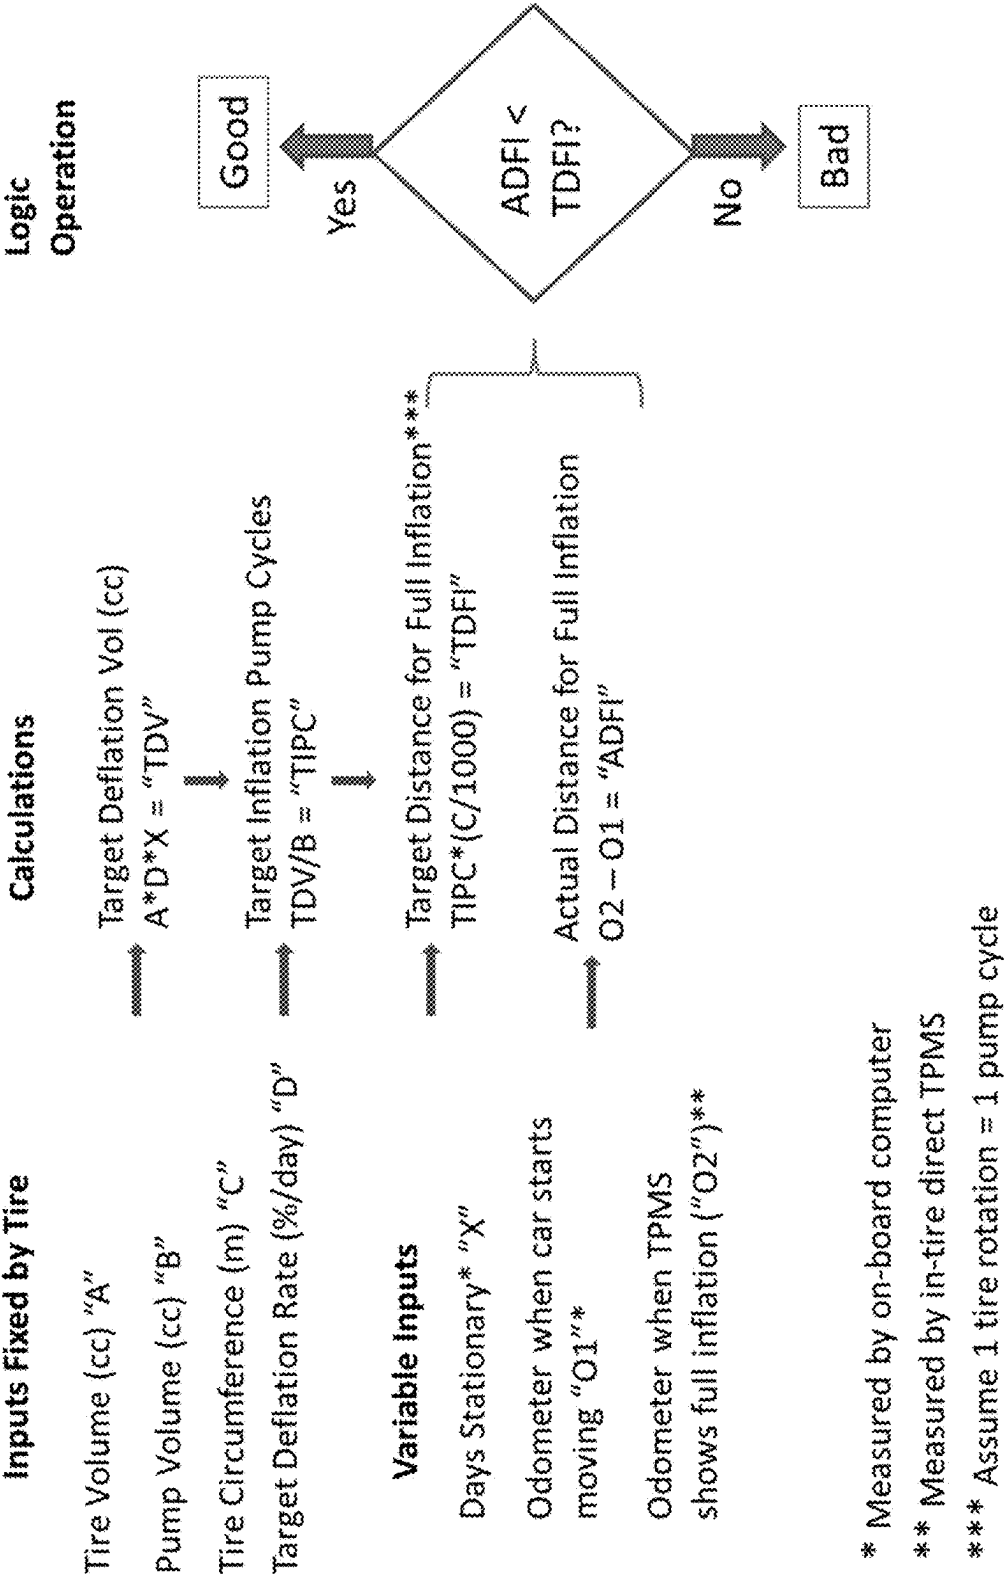 Inputs Fixed by Tire
Tire Volume (cc) “A”
Pump Volume (cc) “B”
Tire Circumference (m) “C”
Target Deflation Rate (%/day) “D”
Variable Inputs
Days Stationary* “X”
Odometer when car starts
moving “O1”*
Odometer when TPMS
shows full inflation (“O2”)**
Calculations
Target Deflation Vol (cc)
A*D*X = “TDV”
Target Inflation Pump Cycles
TDV/B = “TIPC”
Target Distance for Full Inflation***
TIPC*(C/1000) = “TDFI”
Actual Distance for Full Inflation
O2 – O1 = “ADFI”
Logic
Operation
Good
Yes
ADFI <
TDFI?
No
Bad
* Measured by on-board computer
** Measured by in-tire direct TPMS
*** Assume 1 tire rotation = 1 pump cycle